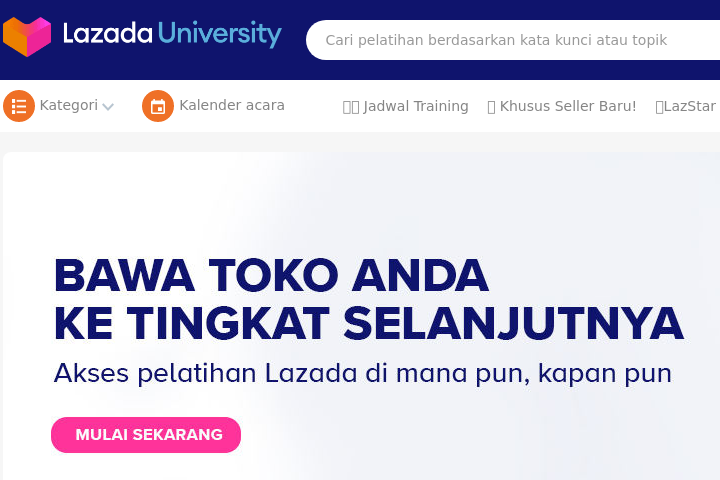 Lazada University
Cari pelatihan berdasarkan kata kunci atau topik
Kategori
Kalender acara
Jadwal Training
Khusus Seller Baru!
LazStar
BAWA TOKO ANDA
KE TINGKAT SELANJUTNYA
Akses pelatihan Lazada di mana pun, kapan pun
MULAI SEKARANG